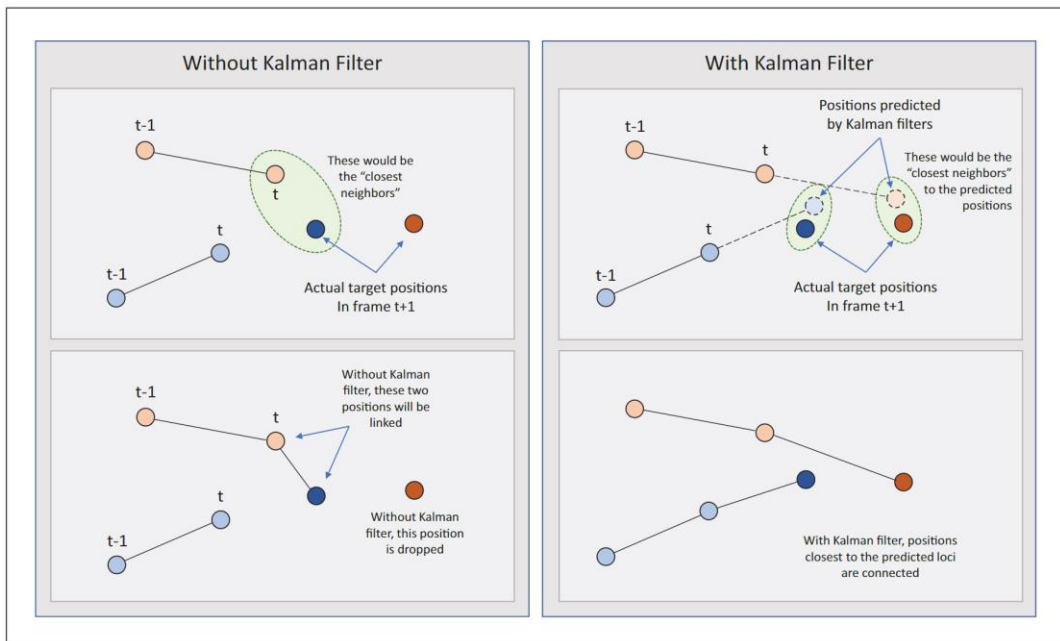 Without Kalman Filter
t-1
t
These would be
the “closest
neighbors”
t
t-1
Actual target positions
In frame t+1
t-1
t
Without Kalman
filter, these two
positions will be
linked
t
t-1
Without Kalman
filter, this position
is dropped
With Kalman Filter
Positions predicted
by Kalman filters
t-1
t
These would be the
“closest neighbors”
to the predicted
positions
t
t-1
Actual target positions
In frame t+1
With Kalman filter, positions
closest to the predicted loci
are connected